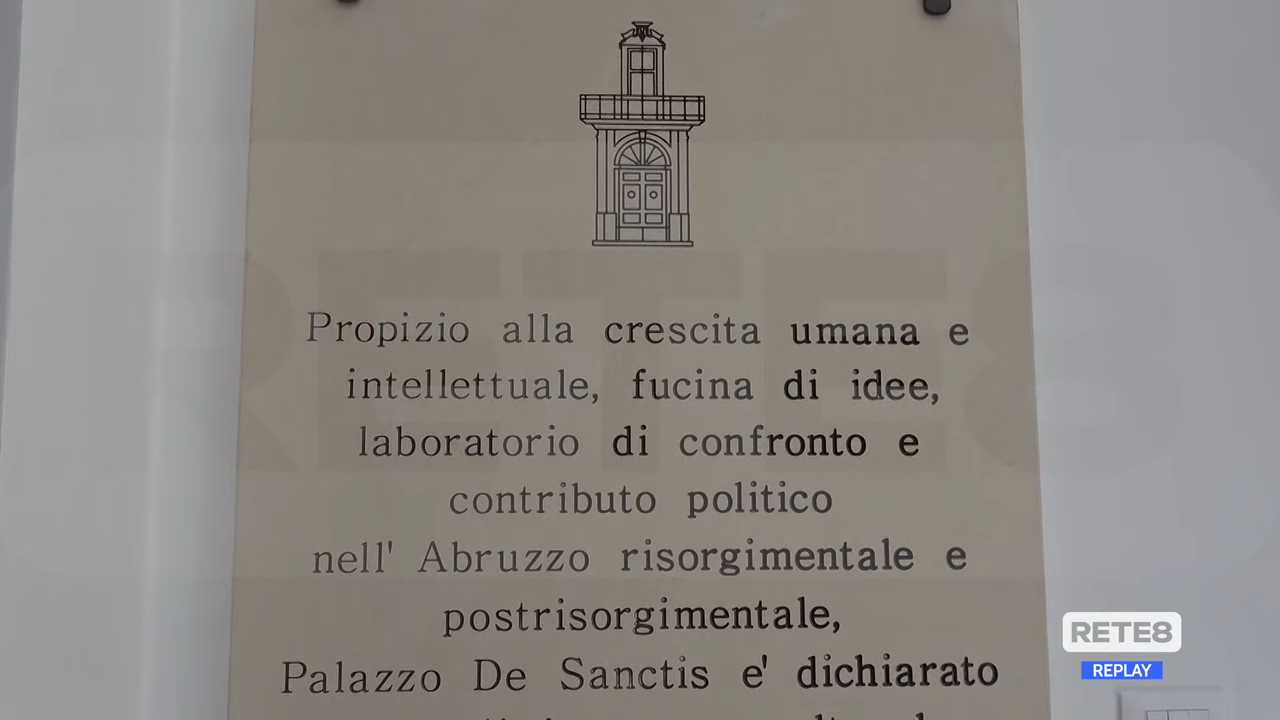 Propizio alla crescita umana e
intellettuale, fucina di idee,
laboratorio di confronto e
contributo politico
nell' Abruzzo risorgimentale e
postrisorgimentale,
Palazzo De Sanctis e' dichiarato
RETE8
REPLAY